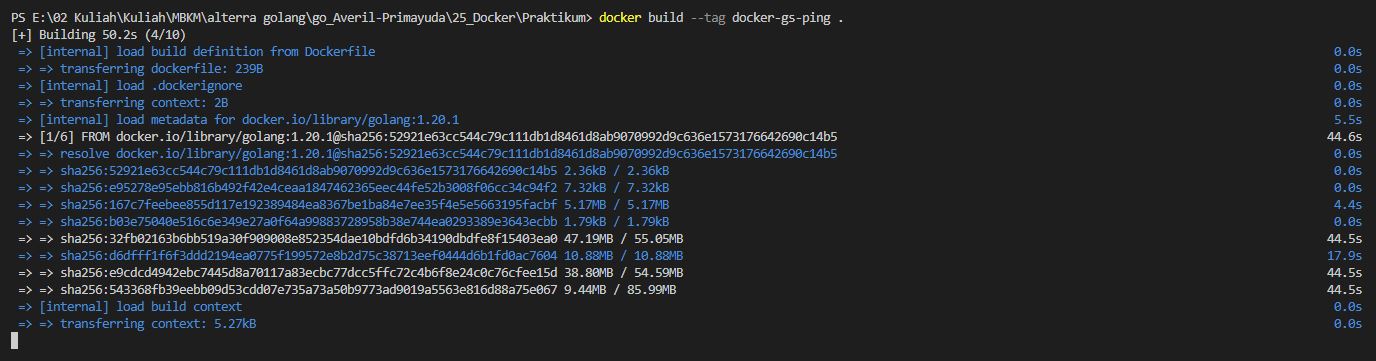 PS E:\02 Kuliah\Kuliah\MBKM\alterra golang\go_Averil-Primayuda\25_Docker\Praktikum> docker build --tag docker-gs-ping .
[+] Building 50.2s (4/10)
=> [internal] load build definition from Dockerfile 0.0s
=> => transferring dockerfile: 239B 0.0s
=> [internal] load .dockerignore 0.0s
=> => transferring context: 2B 0.0s
=> [internal] load metadata for docker.io/library/golang:1.20.1 5.5s
=> [1/6] FROM docker.io/library/golang:1.20.1@sha256:52921e63cc544c79c111db1d8461d8ab9070992d9c636e1573176642690c14b5 44.6s
=> => resolve docker.io/library/golang:1.20.1@sha256:52921e63cc544c79c111db1d8461d8ab9070992d9c636e1573176642690c14b5 0.0s
=> => sha256:52921e63cc544c79c111db1d8461d8ab9070992d9c636e1573176642690c14b5 2.36kB / 2.36kB 0.0s
=> => sha256:e95278e95ebb816b492f42e4ceaa1847462365eec44fe52b3008f06cc34c94f2 7.32kB / 7.32kB 0.0s
=> => sha256:167c7feebee855d117e192389484ea8367be1ba84e7ee35f4e5e5663195facbf 5.17MB / 5.17MB 4.4s
=> => sha256:b03e75040e516c6e349e27a0f64a99883728958b38e744ea0293389e3643ecbb 1.79kB / 1.79kB 0.0s
=> => sha256:32fb02163b6bb519a30f909008e852354dae10bdfd6b34190dbdfe8f15403ea0 47.19MB / 55.05MB 44.5s
=> => sha256:d6dfff1f6f3ddd2194ea0775f199572e8b2d75c38713eef0444d6b1fd0ac7604 10.88MB / 10.88MB 17.9s
=> => sha256:e9cdcd4942ebc7445d8a70117a83ecbc77dcc5ffc72c4b6f8e24c0c76cfee15d 38.80MB / 54.59MB 44.5s
=> => sha256:543368fb39eebb09d53cdd07e735a73a50b9773ad9019a5563e816d88a75e067 9.44MB / 85.99MB 44.5s
=> [internal] load build context 0.0s
=> => transferring context: 5.27kB 0.0s